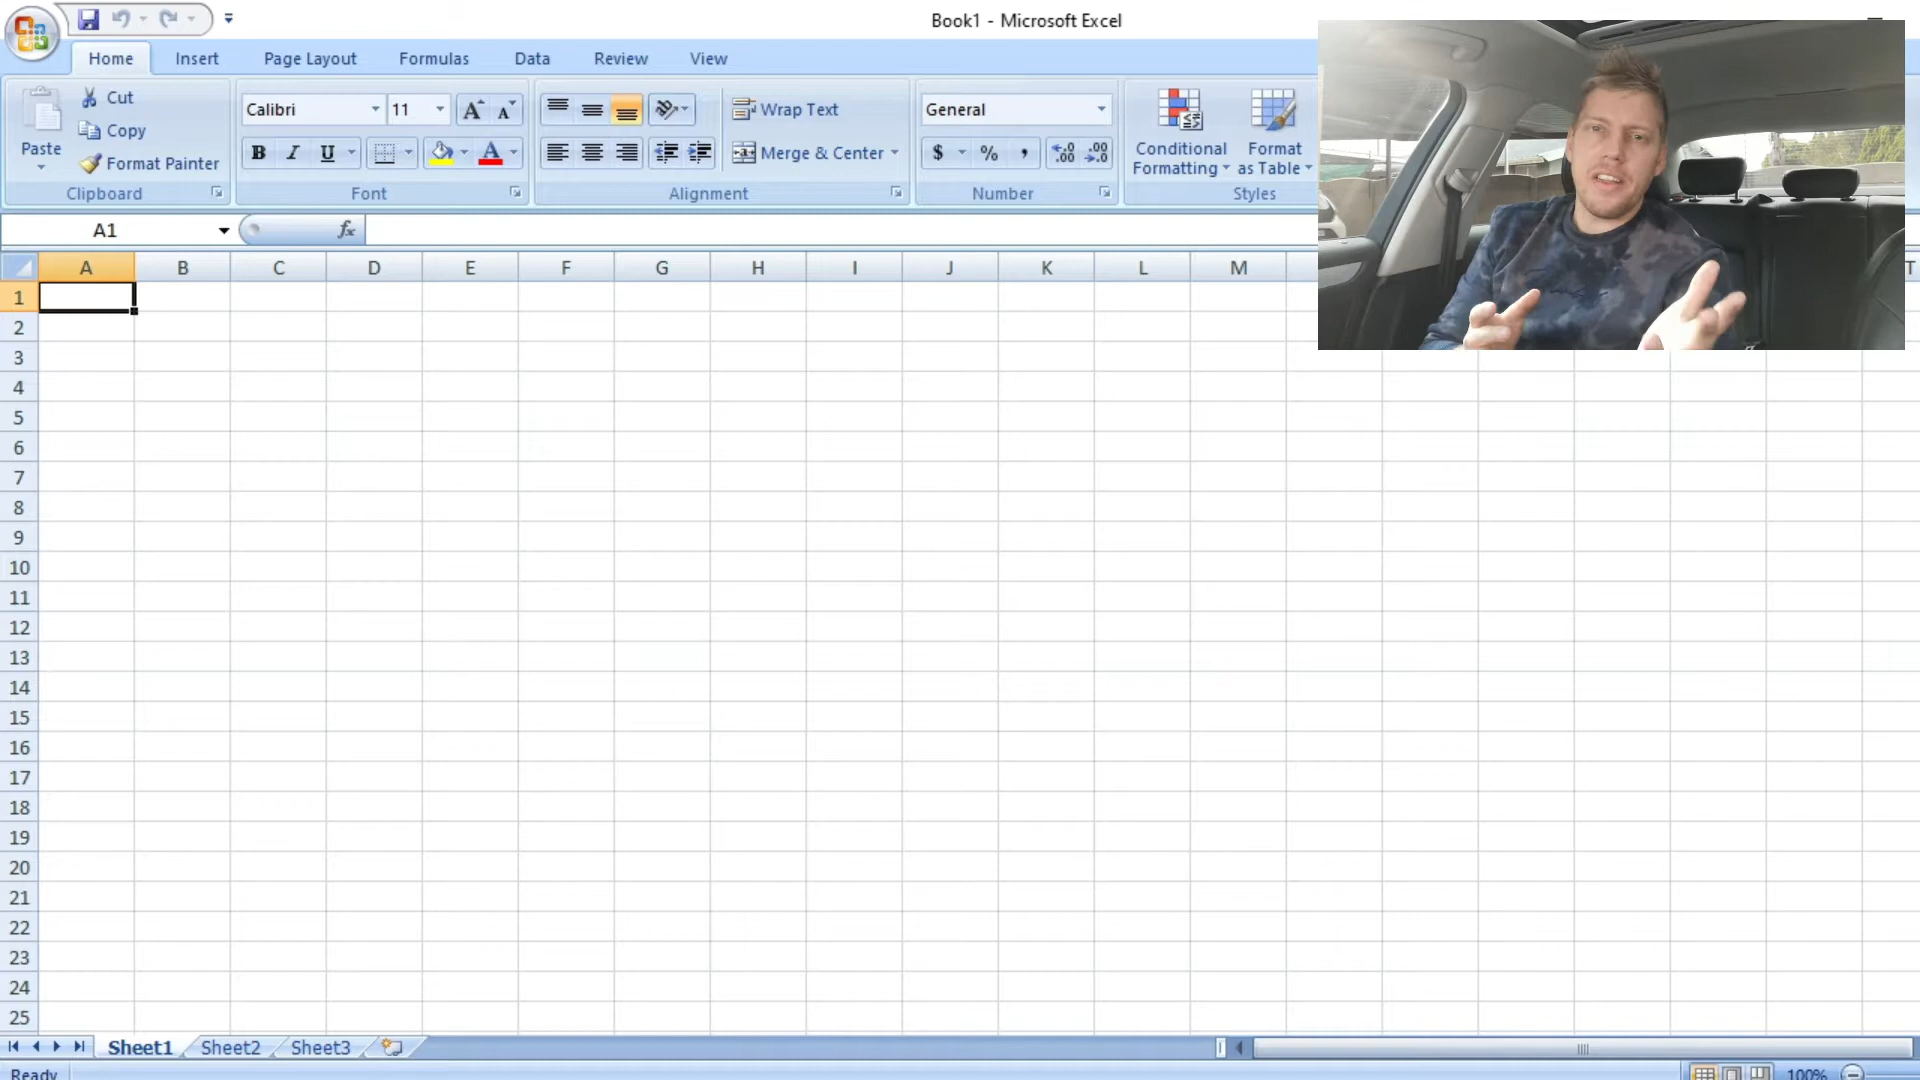 Book1 - Microsoft Excel
Home Insert Page Layout Formulas Data Review View
Paste
Cut
Copy
Format Painter
Clipboard
Calibri 11
B I U A
Font
Wrap Text
Merge & Center
Alignment
General
$ % ,
Number
Conditional Formatting
Format as Table
Styles
A1 fx
A B C D E F G H I J K L M T
1
2
3
4
5
6
7
8
9
10
11
12
13
14
15
16
17
18
19
20
21
22
23
24
25
Sheet1 Sheet2 Sheet3
Ready 100%